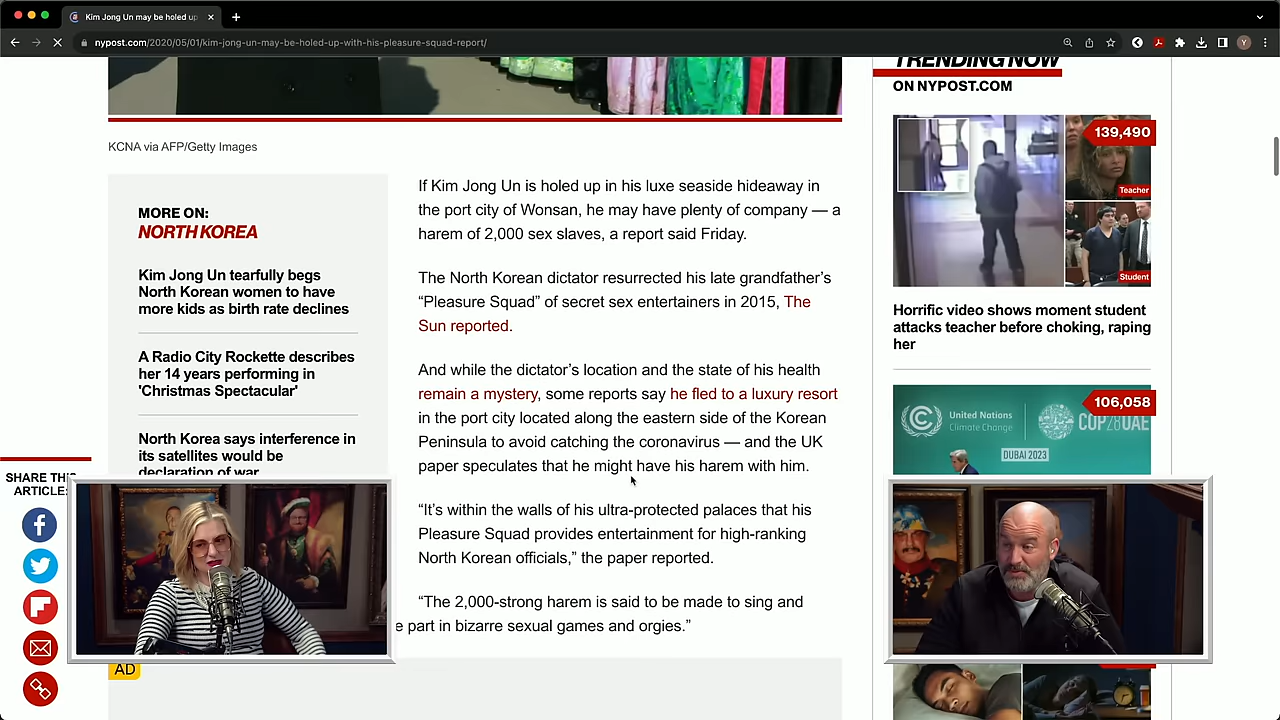 Kim Jong Un may be holed up
nypost.com/2020/05/01/kim-jong-un-may-be-holed-up-with-his-pleasure-squad-report/
Y
KCNA via AFP/Getty Images
MORE ON:
NORTH KOREA
Kim Jong Un tearfully begs
North Korean women to have
more kids as birth rate declines
A Radio City Rockette describes
her 14 years performing in
'Christmas Spectacular'
North Korea says interference in
its satellites would be
declaration of war
SHARE THIS
ARTICLE:
If Kim Jong Un is holed up in his luxe seaside hideaway in
the port city of Wonsan, he may have plenty of company — a
harem of 2,000 sex slaves, a report said Friday.
The North Korean dictator resurrected his late grandfather’s
“Pleasure Squad” of secret sex entertainers in 2015, The
Sun reported.
And while the dictator’s location and the state of his health
remain a mystery, some reports say he fled to a luxury resort
in the port city located along the eastern side of the Korean
Peninsula to avoid catching the coronavirus — and the UK
paper speculates that he might have his harem with him.
“It’s within the walls of his ultra-protected palaces that his
Pleasure Squad provides entertainment for high-ranking
North Korean officials,” the paper reported.
“The 2,000-strong harem is said to be made to sing and
e part in bizarre sexual games and orgies.”
AD
TRENDING NOW
ON NYPOST.COM
139,490
Teacher
Student
Horrific video shows moment student
attacks teacher before choking, raping
her
106,058
United Nations
Climate Change
COP28UAE
DUBAI 2023